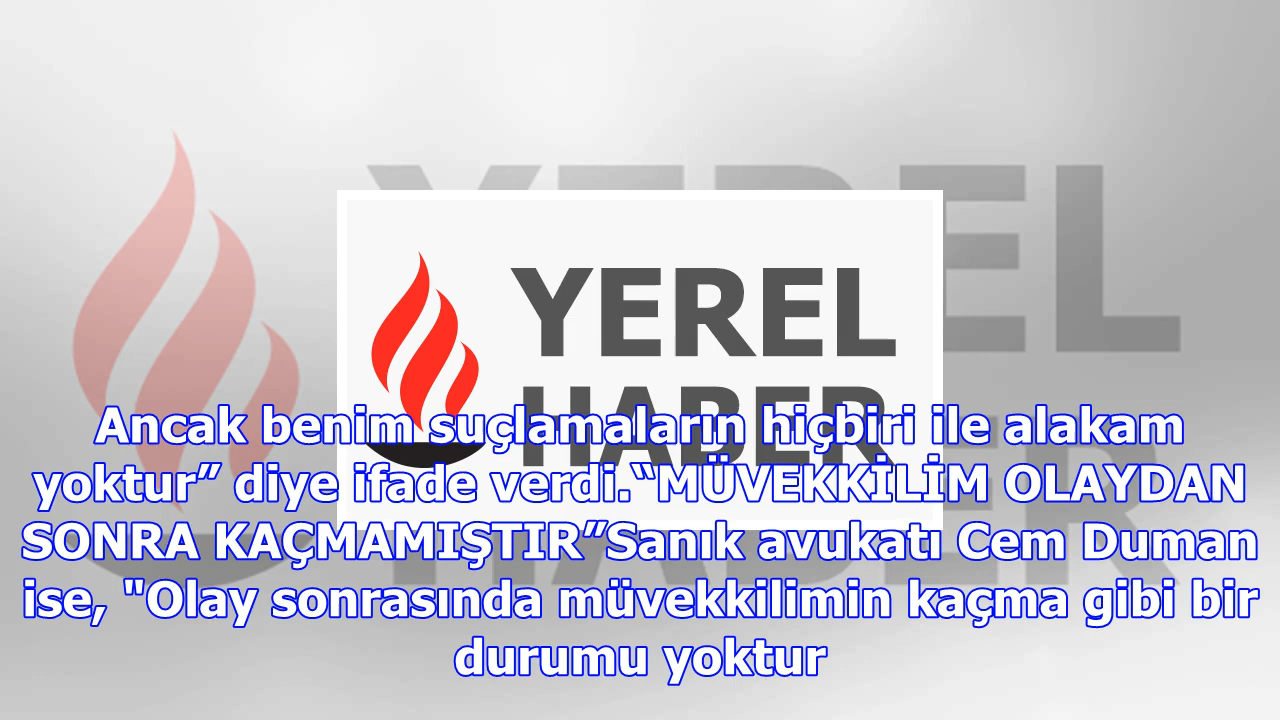 YEREL
HABER
Ancak benim suçlamaların hiçbiri ile alakam
yoktur” diye ifade verdi.“MÜVEKKİLİM OLAYDAN
SONRA KAÇMAMIŞTIR”Sanık avukatı Cem Duman
ise, "Olay sonrasında müvekkilimin kaçma gibi bir
durumu yoktur